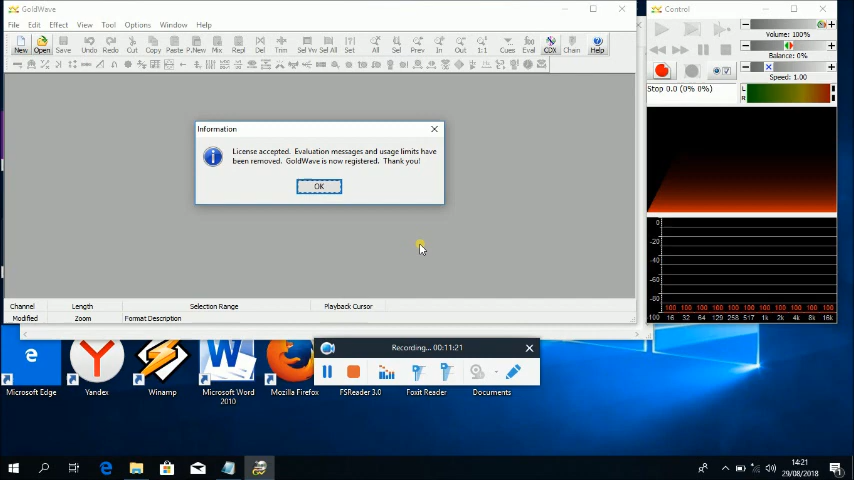 GoldWave
File Edit Effect View Tool Options Window Help
New Open Save Undo Redo Cut Copy Paste P.New Mix Repl Del Trim Sel Vw Sel All Set All Sel Prev In Out 1:1 Cues Eval CDX Chain Help
Information
License accepted. Evaluation messages and usage limits have
been removed. GoldWave is now registered. Thank you!
OK
Channel Length Selection Range Playback Cursor
Modified Zoom Format Description
Control
Volume: 100%
Balance: 0%
Speed: 1.00
Stop 0.0 (0% 0%)
L
R
0
-20
-40
-60
-80
100 100 100 100 100 100 100 100 100 100 100
-100 16 32 64 129 258 517 1k 2k 4k 8k 16k
Recording... 00:11:21
Microsoft Edge
Yandex
Winamp
Microsoft Word
2010
Mozilla Firefox
FSReader 3.0
Foxit Reader
Documents
14:21
29/08/2018